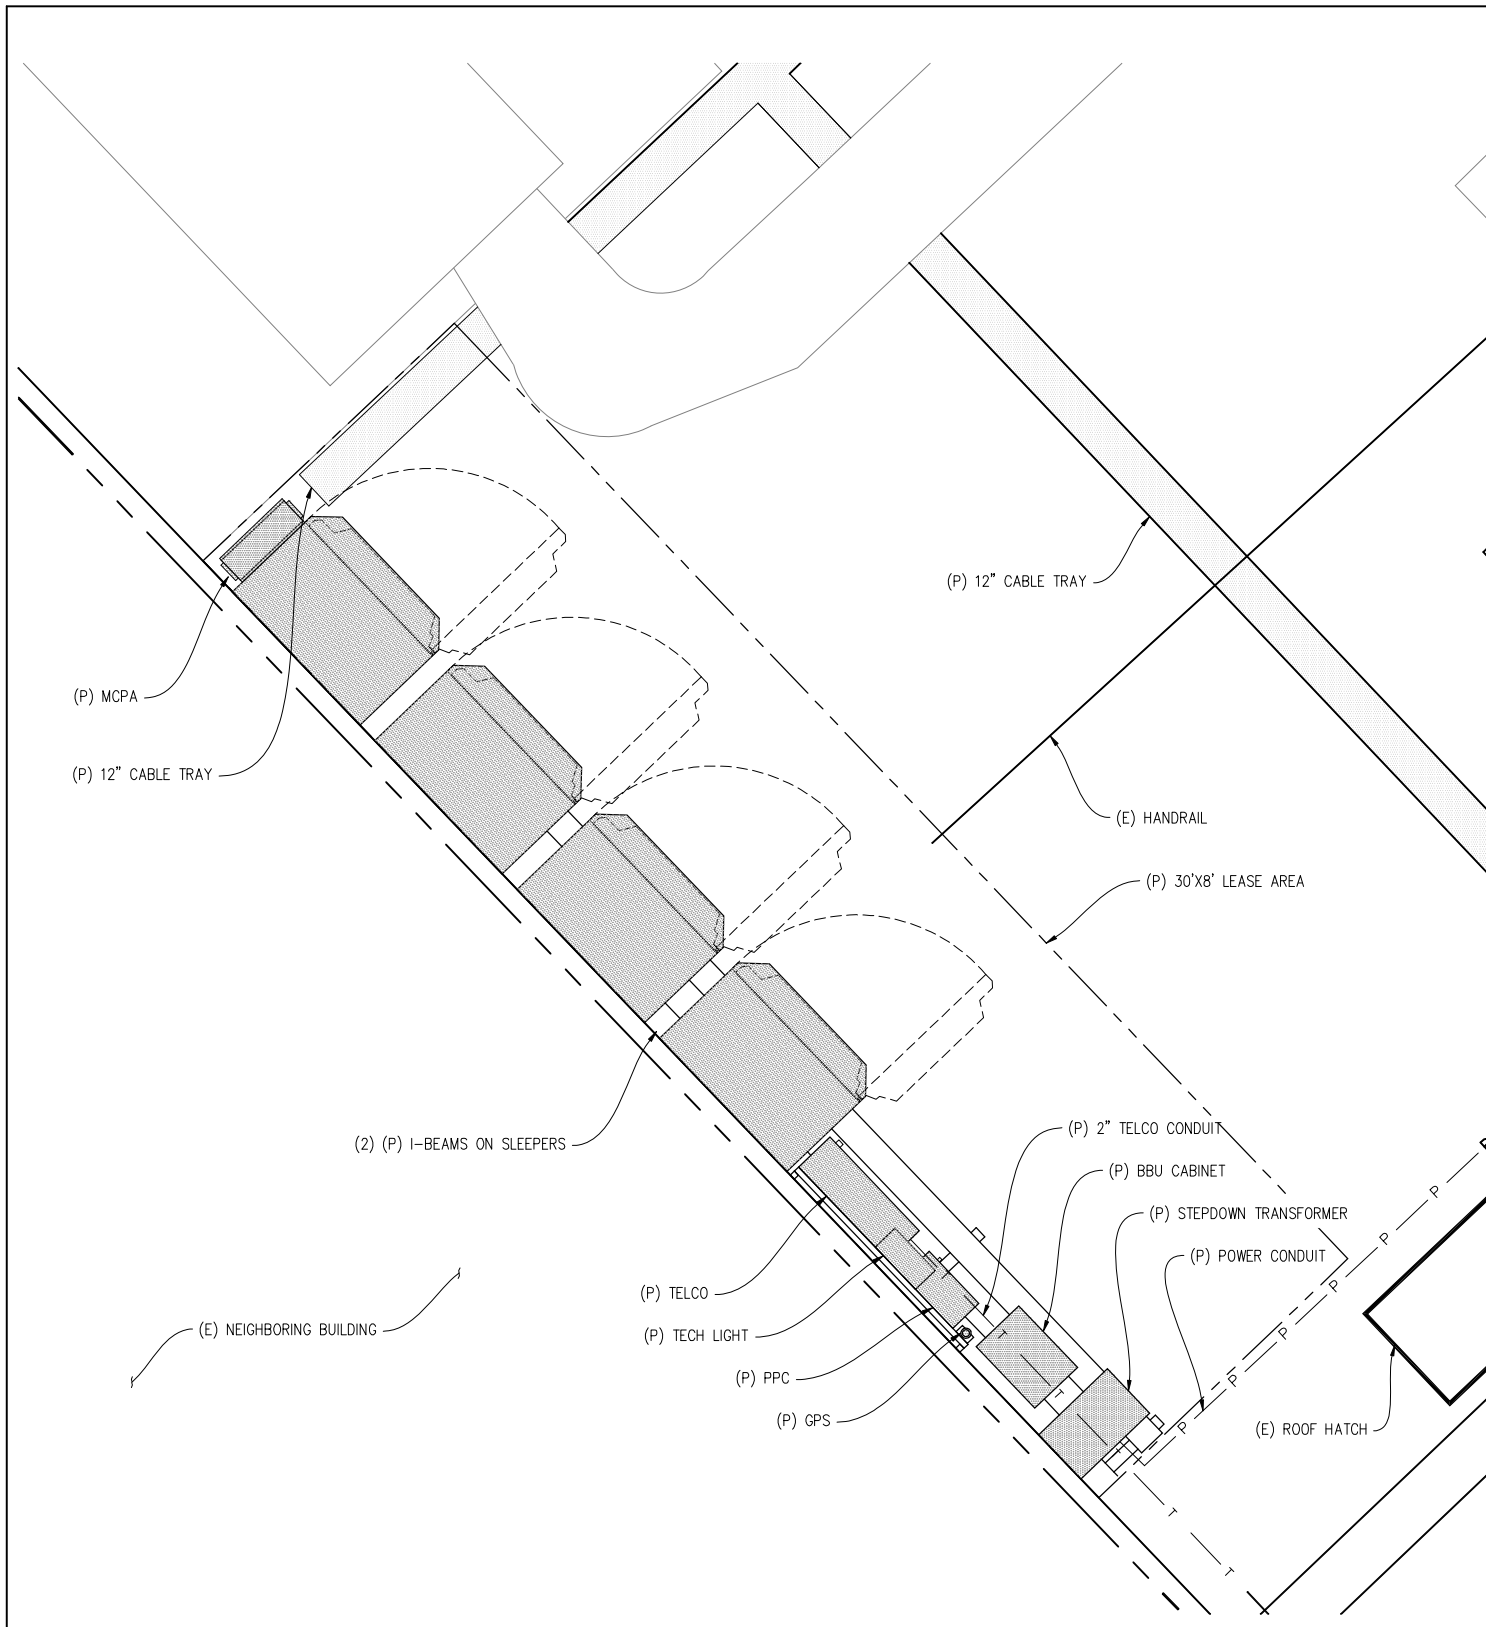 (P) 12” CABLE TRAY
(P) MCPA
(P) 12” CABLE TRAY
(E) HANDRAIL
(P) 30'X8' LEASE AREA
(P) 2” TELCO CONDUIT
(2) (P) I-BEAMS ON SLEEPERS
(P) BBU CABINET
(P) STEPDOWN TRANSFORMER
(P) POWER CONDUIT
(P) TELCO
(E) NEIGHBORING BUILDING
(P) TECH LIGHT
(P) PPC
(P) GPS
(E) ROOF HATCH
P
P
P
P
P
P
T
T
T
T